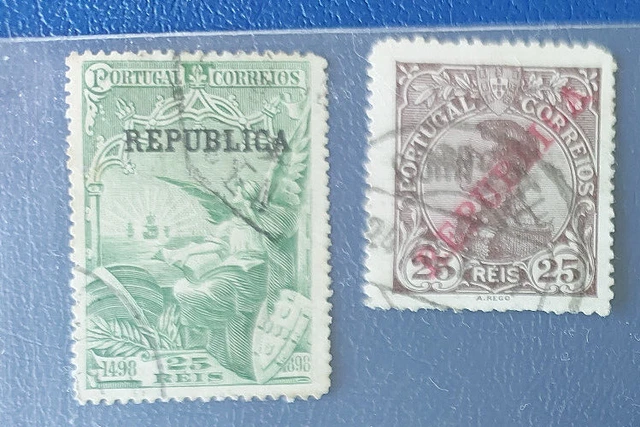 PORTUGAL CORREIOS
REPUBLICA
1498 25 1898
REIS
PORTUGAL CORREIOS
REPUBLICA
25 REIS 25
A. REGO